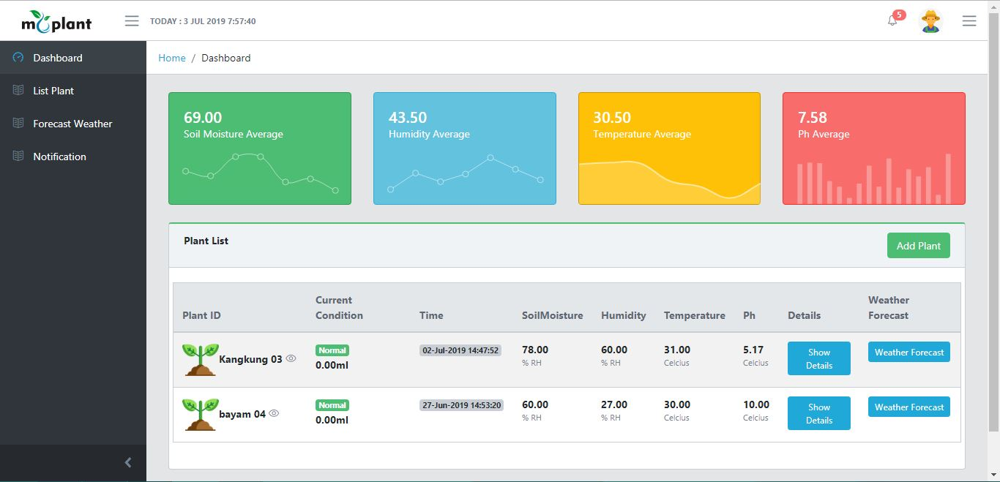 moplant
TODAY : 3 JUL 2019 7:57:40
5
Dashboard
List Plant
Forecast Weather
Notification
Home / Dashboard
69.00
Soil Moisture Average
43.50
Humidity Average
30.50
Temperature Average
7.58
Ph Average
Plant List
Add Plant
Plant ID
Current
Condition
Time
SoilMoisture
Humidity
Temperature
Ph
Details
Weather
Forecast
Kangkung 03
Normal
0.00ml
02-Jul-2019 14:47:52
78.00
% RH
60.00
% RH
31.00
Celcius
5.17
Celcius
Show
Details
Weather Forecast
bayam 04
Normal
0.00ml
27-Jun-2019 14:53:20
60.00
% RH
27.00
% RH
30.00
Celcius
10.00
Celcius
Show
Details
Weather Forecast